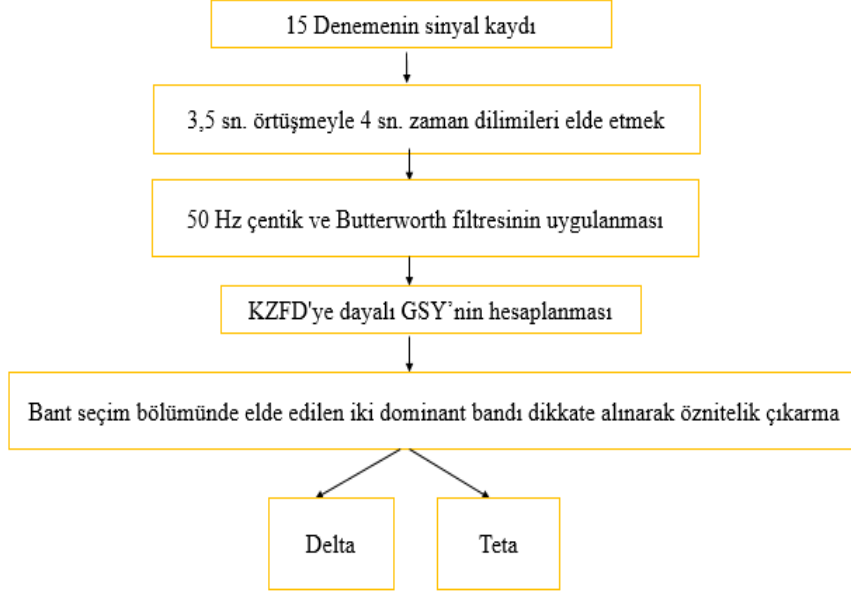 15 Denemenin sinyal kaydı
3,5 sn. örtüşmeyle 4 sn. zaman dilimileri elde etmek
50 Hz çentik ve Butterworth filtresinin uygulanması
KZFD'ye dayalı GSY’nin hesaplanması
Bant seçim bölümünde elde edilen iki dominant bandı dikkate alınarak öznitelik çıkarma
Delta
Teta